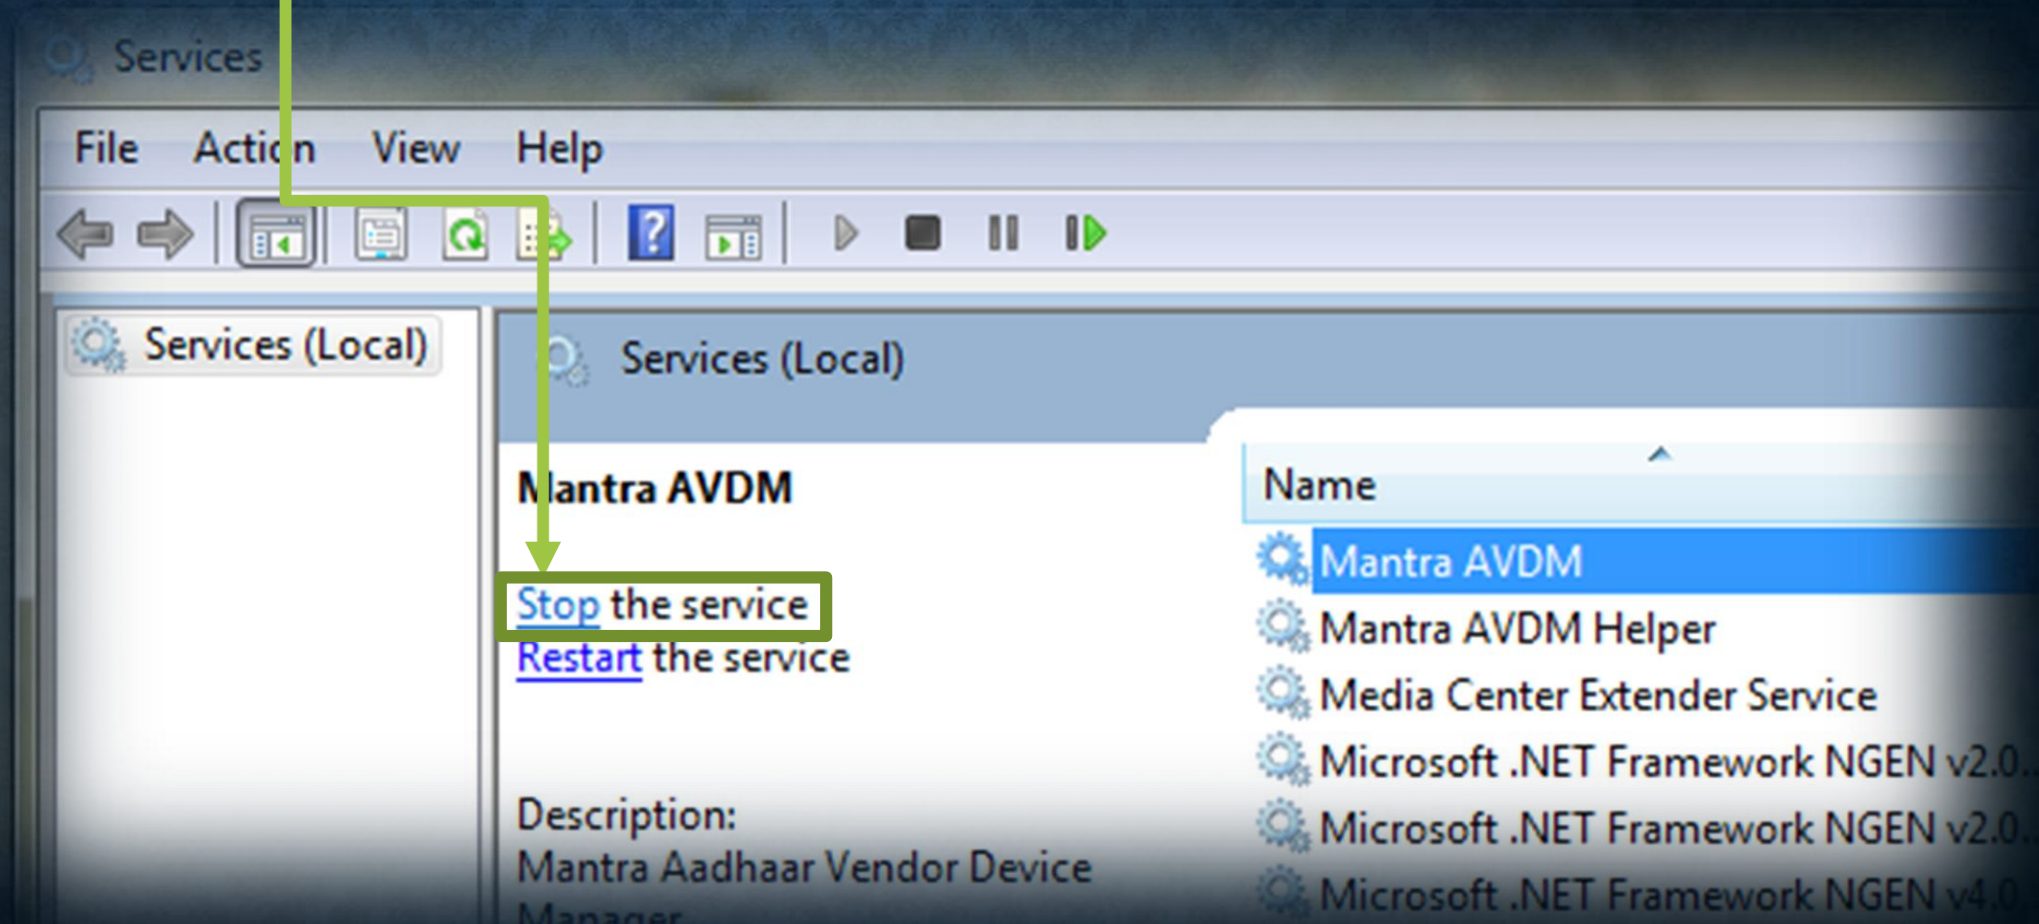 Services
File Action View Help
Services (Local)
Services (Local)
Mantra AVDM
Stop the service
Restart the service
Description:
Mantra Aadhaar Vendor Device
Manager
Name
Mantra AVDM
Mantra AVDM Helper
Media Center Extender Service
Microsoft .NET Framework NGEN v2.0...
Microsoft .NET Framework NGEN v2.0...
Microsoft .NET Framework NGEN v4.0